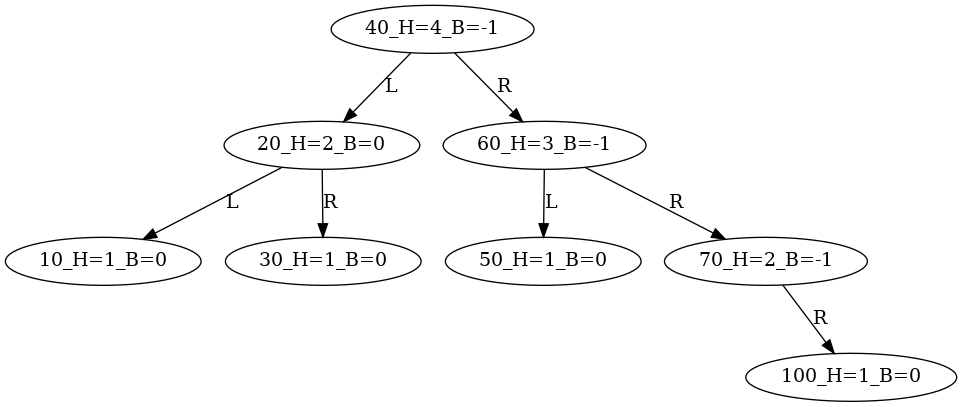 40_H=4_B=-1
L
R
20_H=2_B=0
60_H=3_B=-1
L
R
L
R
10_H=1_B=0
30_H=1_B=0
50_H=1_B=0
70_H=2_B=-1
R
100_H=1_B=0